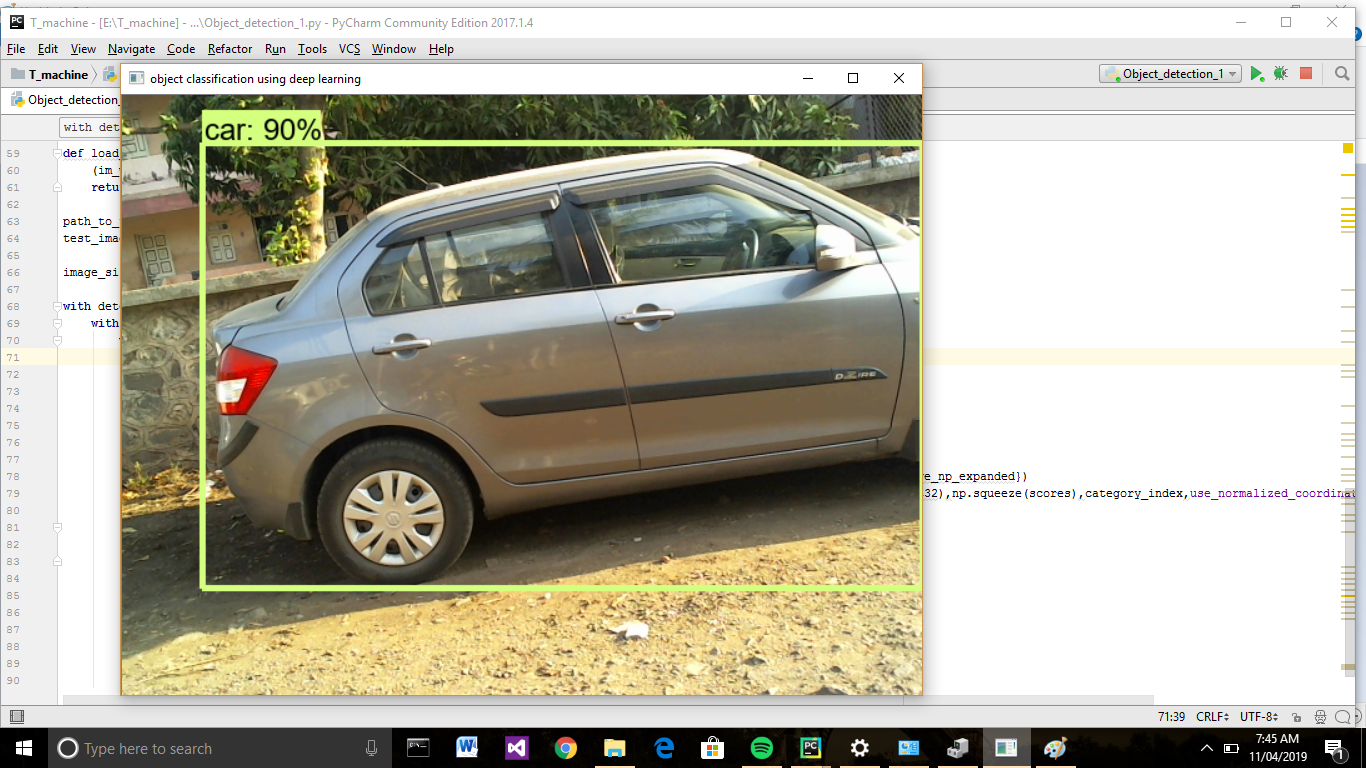 T_machine - [E:\T_machine] - ...\Object_detection_1.py - PyCharm Community Edition 2017.1.4
File Edit View Navigate Code Refactor Run Tools VCS Window Help
T_machine
Object_detection_1
Object_detection_
object classification using deep learning
with det
car: 90%
59 def load
60 (im_
61 retu
62
63 path_to_
64 test_ima
65
66 image_si
67
68 with det
69 with
70
71
72
73
74
75
76
77
78 e_np_expanded})
79 32),np.squeeze(scores),category_index,use_normalized_coordinat
80
81
82
83
84
85
86
87
88
89
90
DZIRE
71:39 CRLF UTF-8
Type here to search
7:45 AM
11/04/2019
1